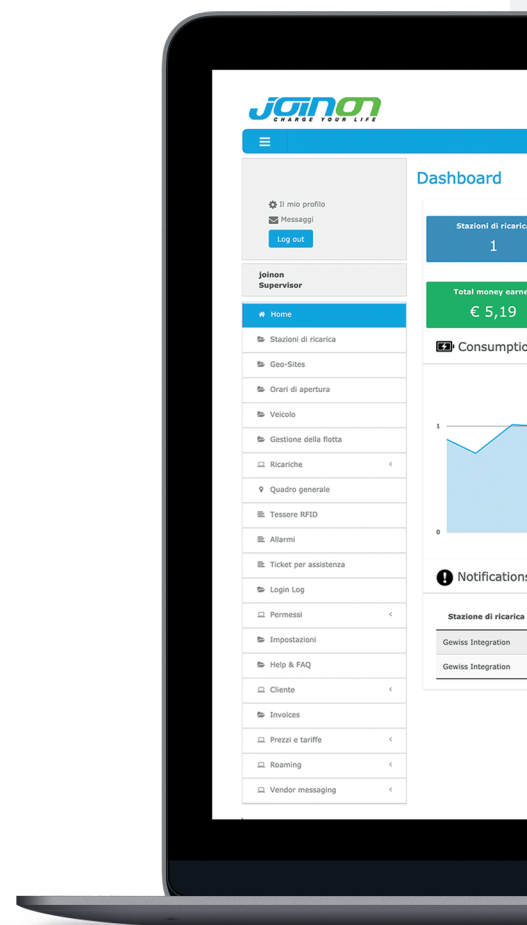 JOINON
CHARGE YOUR LIFE
Il mio profilo
Messaggi
Log out
joinon
Supervisor
Home
Stazioni di ricarica
Geo-Sites
Orari di apertura
Veicolo
Gestione della flotta
Ricariche
Quadro generale
Tessere RFID
Allarmi
Ticket per assistenza
Login Log
Permessi
Impostazioni
Help & FAQ
Cliente
Invoices
Prezzi e tariffe
Roaming
Vendor messaging
Dashboard
Stazioni di ricarica
1
Total money earne
€ 5,19
Consumptio
1
0
Notifications
Stazione di ricarica
Gewiss Integration
Gewiss Integration